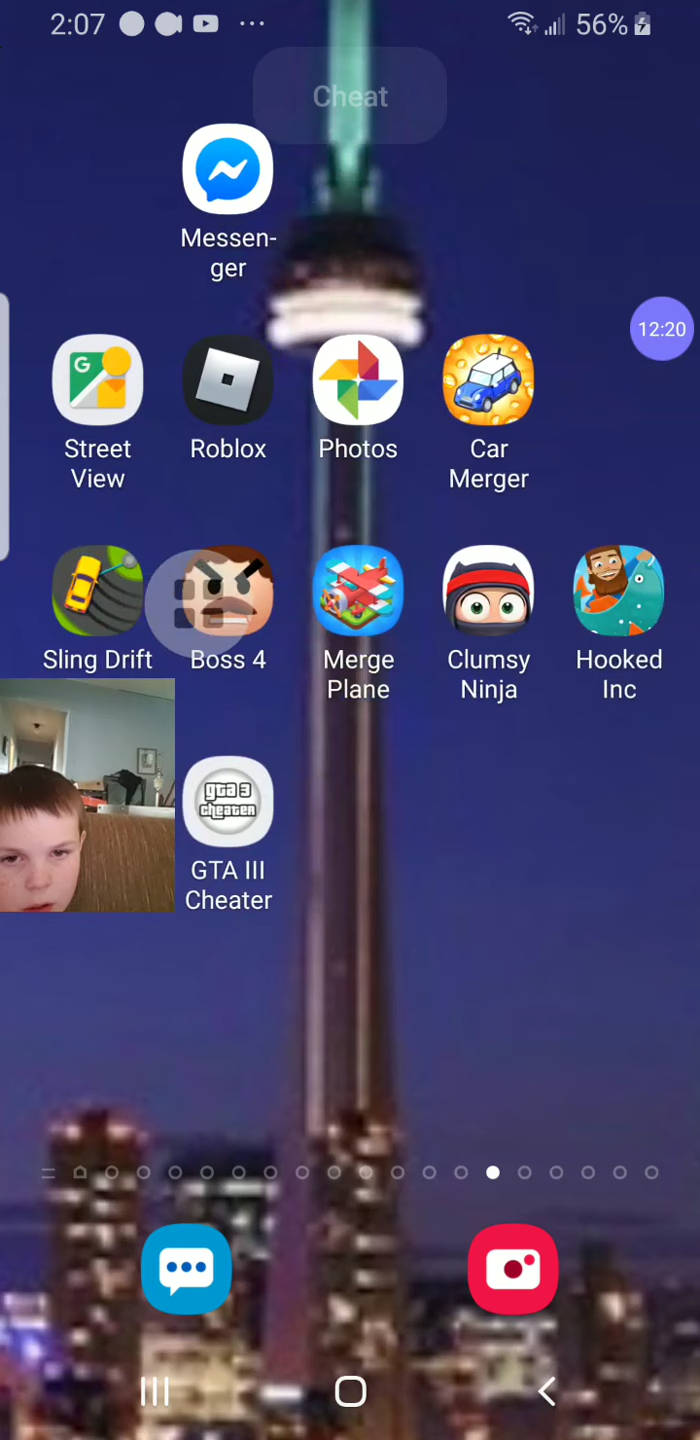 2:07
56%
Cheat
Messen-
ger
12:20
G
Street
View
Roblox
Photos
Car
Merger
Sling Drift
Boss 4
Merge
Plane
Clumsy
Ninja
Hooked
Inc
gta 3
cheater
GTA III
Cheater